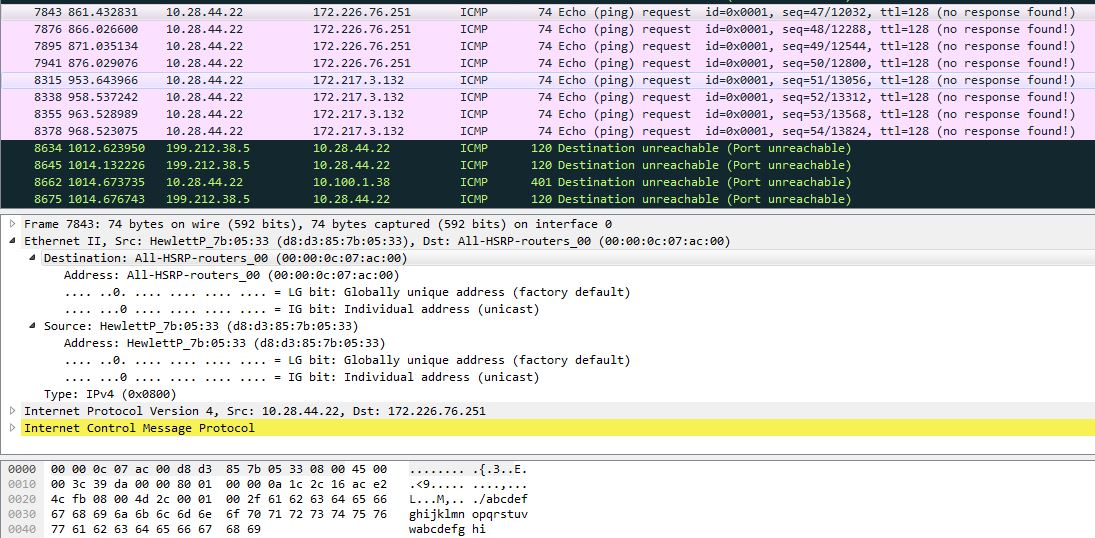 7843 861.432831 10.28.44.22 172.226.76.251 ICMP 74 Echo (ping) request id=0x0001, seq=47/12032, ttl=128 (no response found!)
7876 866.026600 10.28.44.22 172.226.76.251 ICMP 74 Echo (ping) request id=0x0001, seq=48/12288, ttl=128 (no response found!)
7895 871.035134 10.28.44.22 172.226.76.251 ICMP 74 Echo (ping) request id=0x0001, seq=49/12544, ttl=128 (no response found!)
7941 876.029076 10.28.44.22 172.226.76.251 ICMP 74 Echo (ping) request id=0x0001, seq=50/12800, ttl=128 (no response found!)
8315 953.643966 10.28.44.22 172.217.3.132 ICMP 74 Echo (ping) request id=0x0001, seq=51/13056, ttl=128 (no response found!)
8338 958.537242 10.28.44.22 172.217.3.132 ICMP 74 Echo (ping) request id=0x0001, seq=52/13312, ttl=128 (no response found!)
8355 963.528989 10.28.44.22 172.217.3.132 ICMP 74 Echo (ping) request id=0x0001, seq=53/13568, ttl=128 (no response found!)
8378 968.523075 10.28.44.22 172.217.3.132 ICMP 74 Echo (ping) request id=0x0001, seq=54/13824, ttl=128 (no response found!)
8634 1012.623950 199.212.38.5 10.28.44.22 ICMP 120 Destination unreachable (Port unreachable)
8645 1014.132226 199.212.38.5 10.28.44.22 ICMP 120 Destination unreachable (Port unreachable)
8662 1014.673735 10.28.44.22 10.100.1.38 ICMP 401 Destination unreachable (Port unreachable)
8675 1014.676743 199.212.38.5 10.28.44.22 ICMP 120 Destination unreachable (Port unreachable)
Frame 7843: 74 bytes on wire (592 bits), 74 bytes captured (592 bits) on interface 0
Ethernet II, Src: HewlettP_7b:05:33 (d8:d3:85:7b:05:33), Dst: All-HSRP-routers_00 (00:00:0c:07:ac:00)
Destination: All-HSRP-routers_00 (00:00:0c:07:ac:00)
Address: All-HSRP-routers_00 (00:00:0c:07:ac:00)
.... ..0. .... .... .... .... = LG bit: Globally unique address (factory default)
.... ...0 .... .... .... .... = IG bit: Individual address (unicast)
Source: HewlettP_7b:05:33 (d8:d3:85:7b:05:33)
Address: HewlettP_7b:05:33 (d8:d3:85:7b:05:33)
.... ..0. .... .... .... .... = LG bit: Globally unique address (factory default)
.... ...0 .... .... .... .... = IG bit: Individual address (unicast)
Type: IPv4 (0x0800)
Internet Protocol Version 4, Src: 10.28.44.22, Dst: 172.226.76.251
Internet Control Message Protocol
0000 00 00 0c 07 ac 00 d8 d3 85 7b 05 33 08 00 45 00 ........ .{.3..E.
0010 00 3c 39 da 00 00 80 01 00 00 0a 1c 2c 16 ac e2 .<9..... ....,...
0020 4c fb 08 00 4d 2c 00 01 00 2f 61 62 63 64 65 66 L...M,.. ./abcdef
0030 67 68 69 6a 6b 6c 6d 6e 6f 70 71 72 73 74 75 76 ghijklmn opqrstuv
0040 77 61 62 63 64 65 66 67 68 69 wabcdefg hi